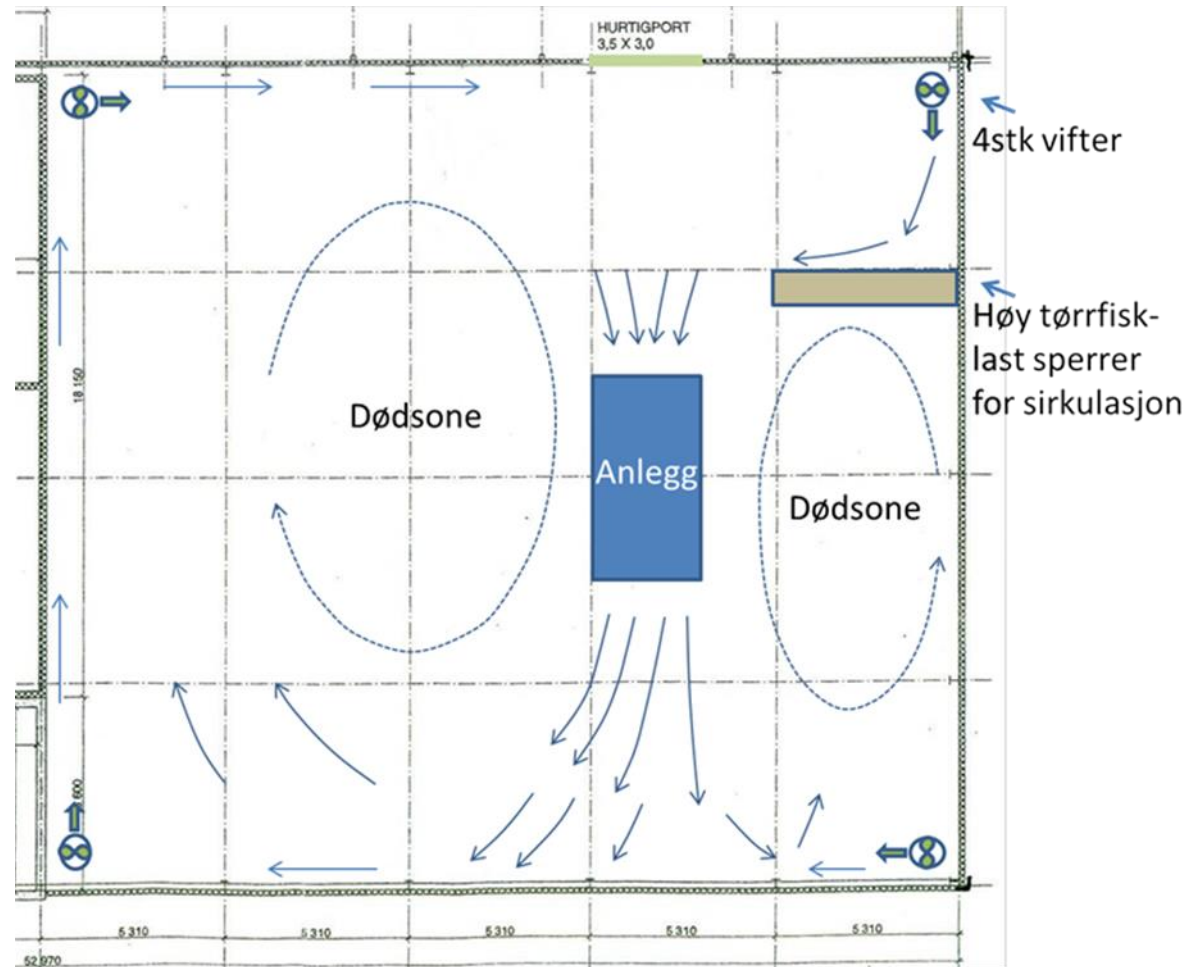 HURTIGPORT
3,5 X 3,0
4stk vifter
Høy tørrfisk-
last sperrer
for sirkulasjon
18 150
Dødsone
Anlegg
Dødsone
600
5 310
5 310
5 310
5 310
5 310
52 970